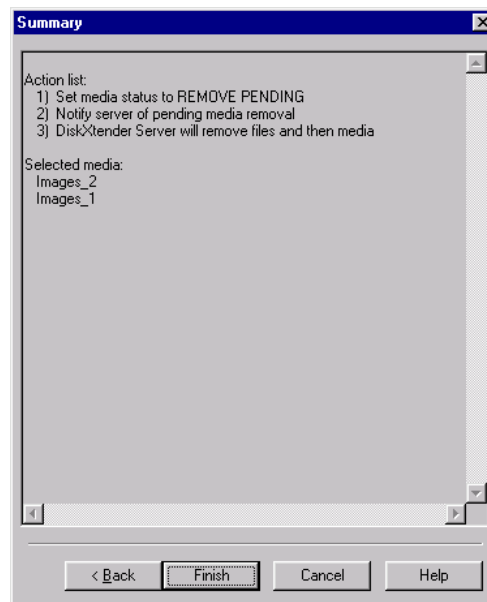 Summary
Action list:
1) Set media status to REMOVE PENDING
2) Notify server of pending media removal
3) DiskXtender Server will remove files and then media
Selected media:
Images_2
Images_1
< Back
Finish
Cancel
Help